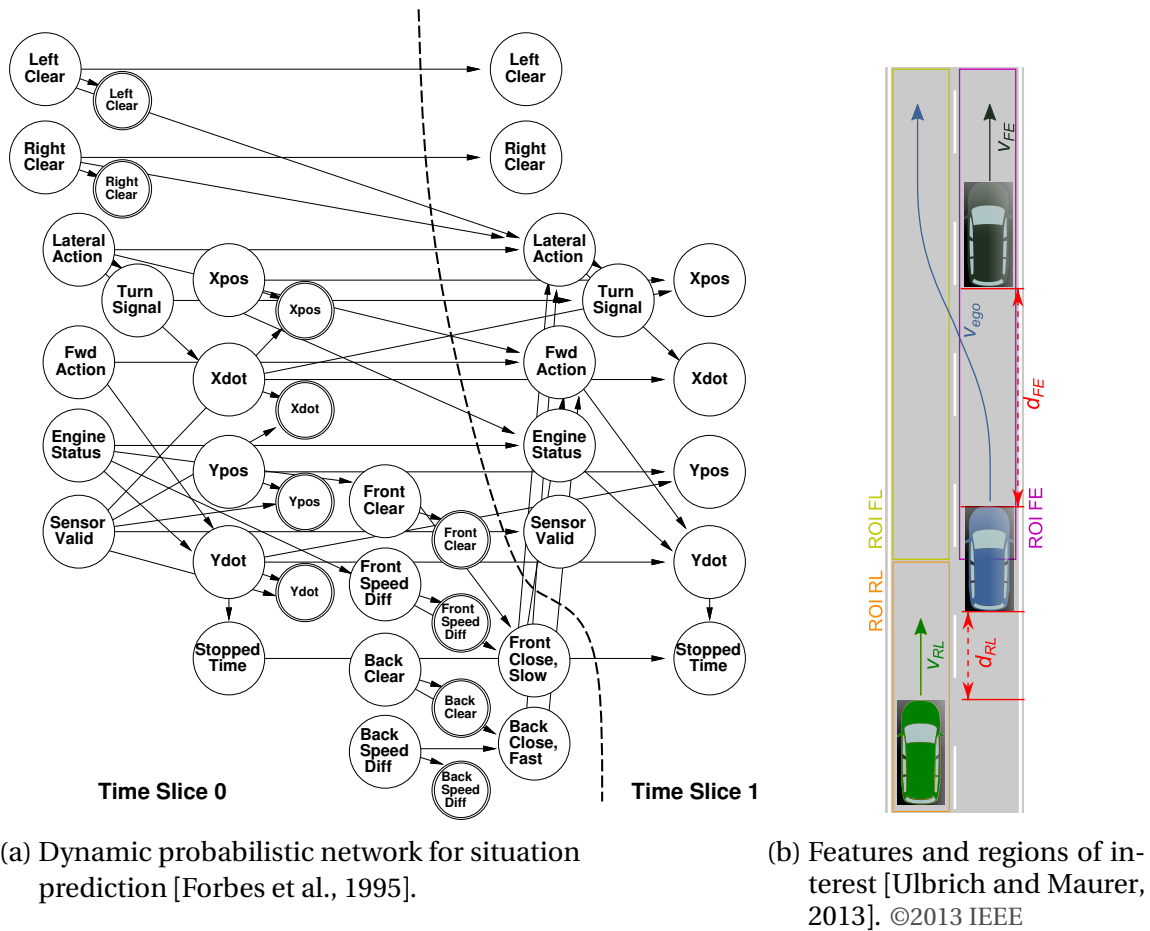 Left
Clear
Left
Clear
Left
Clear
Right
Clear
Right
Clear
Right
Clear
Lateral
Action
Turn
Signal
Xpos
Xpos
Lateral
Action
Turn
Signal
Xpos
Fwd
Action
Xdot
Xdot
Fwd
Action
Xdot
Engine
Status
Ypos
Ypos
Front
Clear
Front
Clear
Engine
Status
Ypos
Sensor
Valid
Ydot
Ydot
Front
Speed
Diff
Front
Speed
Diff
Sensor
Valid
Ydot
Stopped
Time
Back
Clear
Back
Clear
Front
Close,
Slow
Stopped
Time
Back
Speed
Diff
Back
Speed
Diff
Back
Close,
Fast
Time Slice 0
Time Slice 1
(a) Dynamic probabilistic network for situation
prediction [Forbes et al., 1995].
vFE
vego
dFE
ROI FL
ROI FE
ROI RL
vRL
dRL
(b) Features and regions of in-
terest [Ulbrich and Maurer,
2013]. ©2013 IEEE